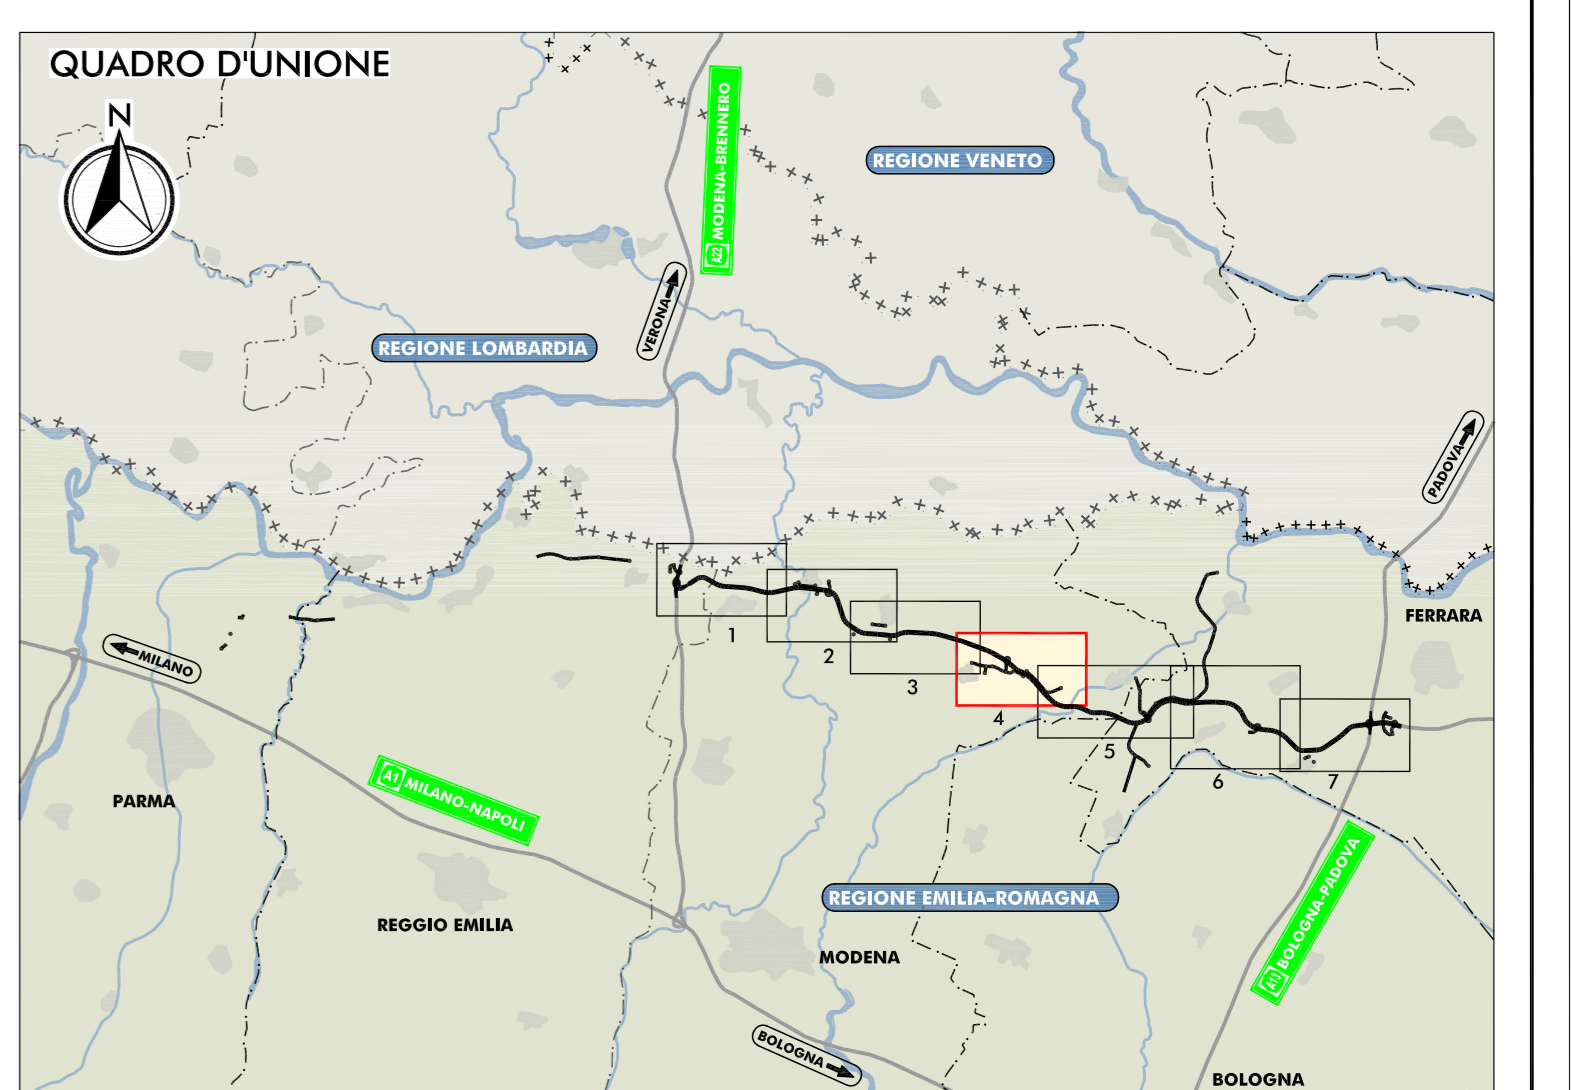 QUADRO D'UNIONE
N
A22 MODENA-BRENNERO
REGIONE VENETO
VERONA
REGIONE LOMBARDIA
PADOVA
FERRARA
MILANO
1
2
3
4
5
6
7
PARMA
A1 MILANO-NAPOLI
REGIONE EMILIA-ROMAGNA
A13 BOLOGNA-PADOVA
REGGIO EMILIA
MODENA
BOLOGNA
BOLOGNA